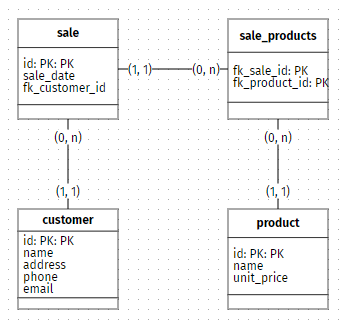 sale
id: PK: PK
sale_date
fk_customer_id
(1, 1)
(0, n)
sale_products
fk_sale_id: PK
fk_product_id: PK
(0, n)
(1, 1)
(0, n)
(1, 1)
customer
id: PK: PK
name
address
phone
email
product
id: PK: PK
name
unit_price